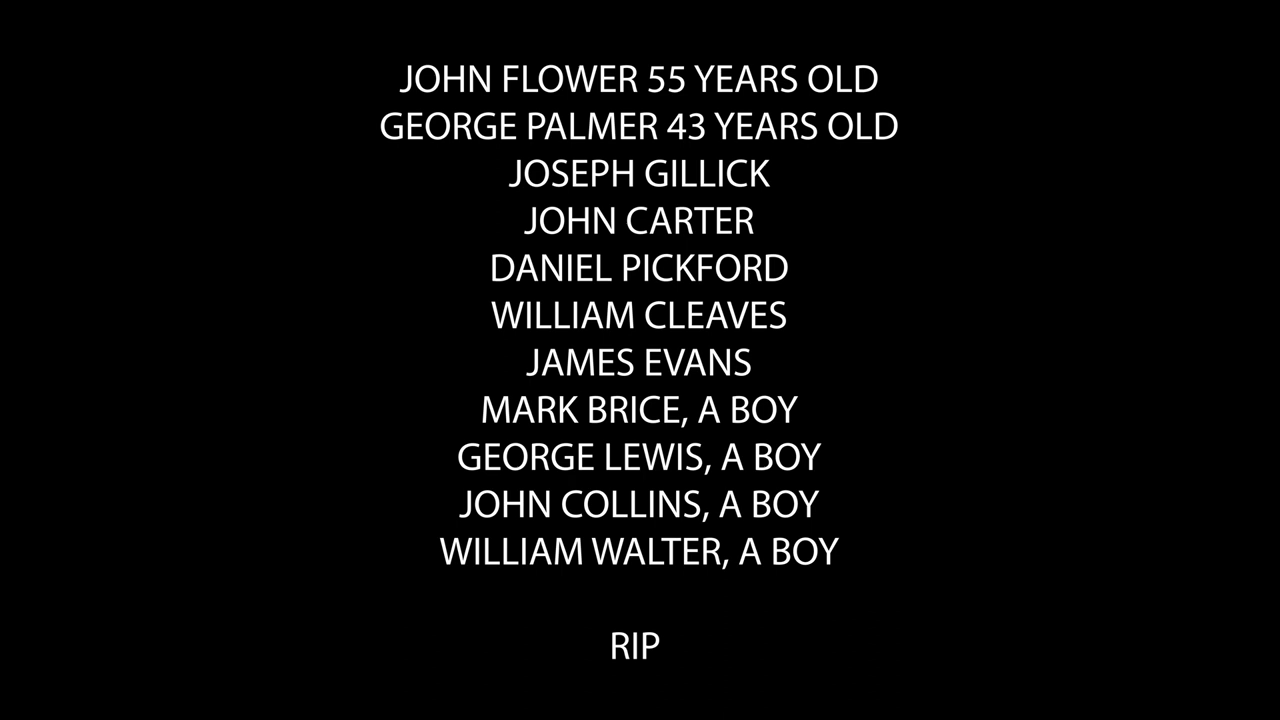 JOHN FLOWER 55 YEARS OLD
GEORGE PALMER 43 YEARS OLD
JOSEPH GILLICK
JOHN CARTER
DANIEL PICKFORD
WILLIAM CLEAVES
JAMES EVANS
MARK BRICE, A BOY
GEORGE LEWIS, A BOY
JOHN COLLINS, A BOY
WILLIAM WALTER, A BOY
RIP